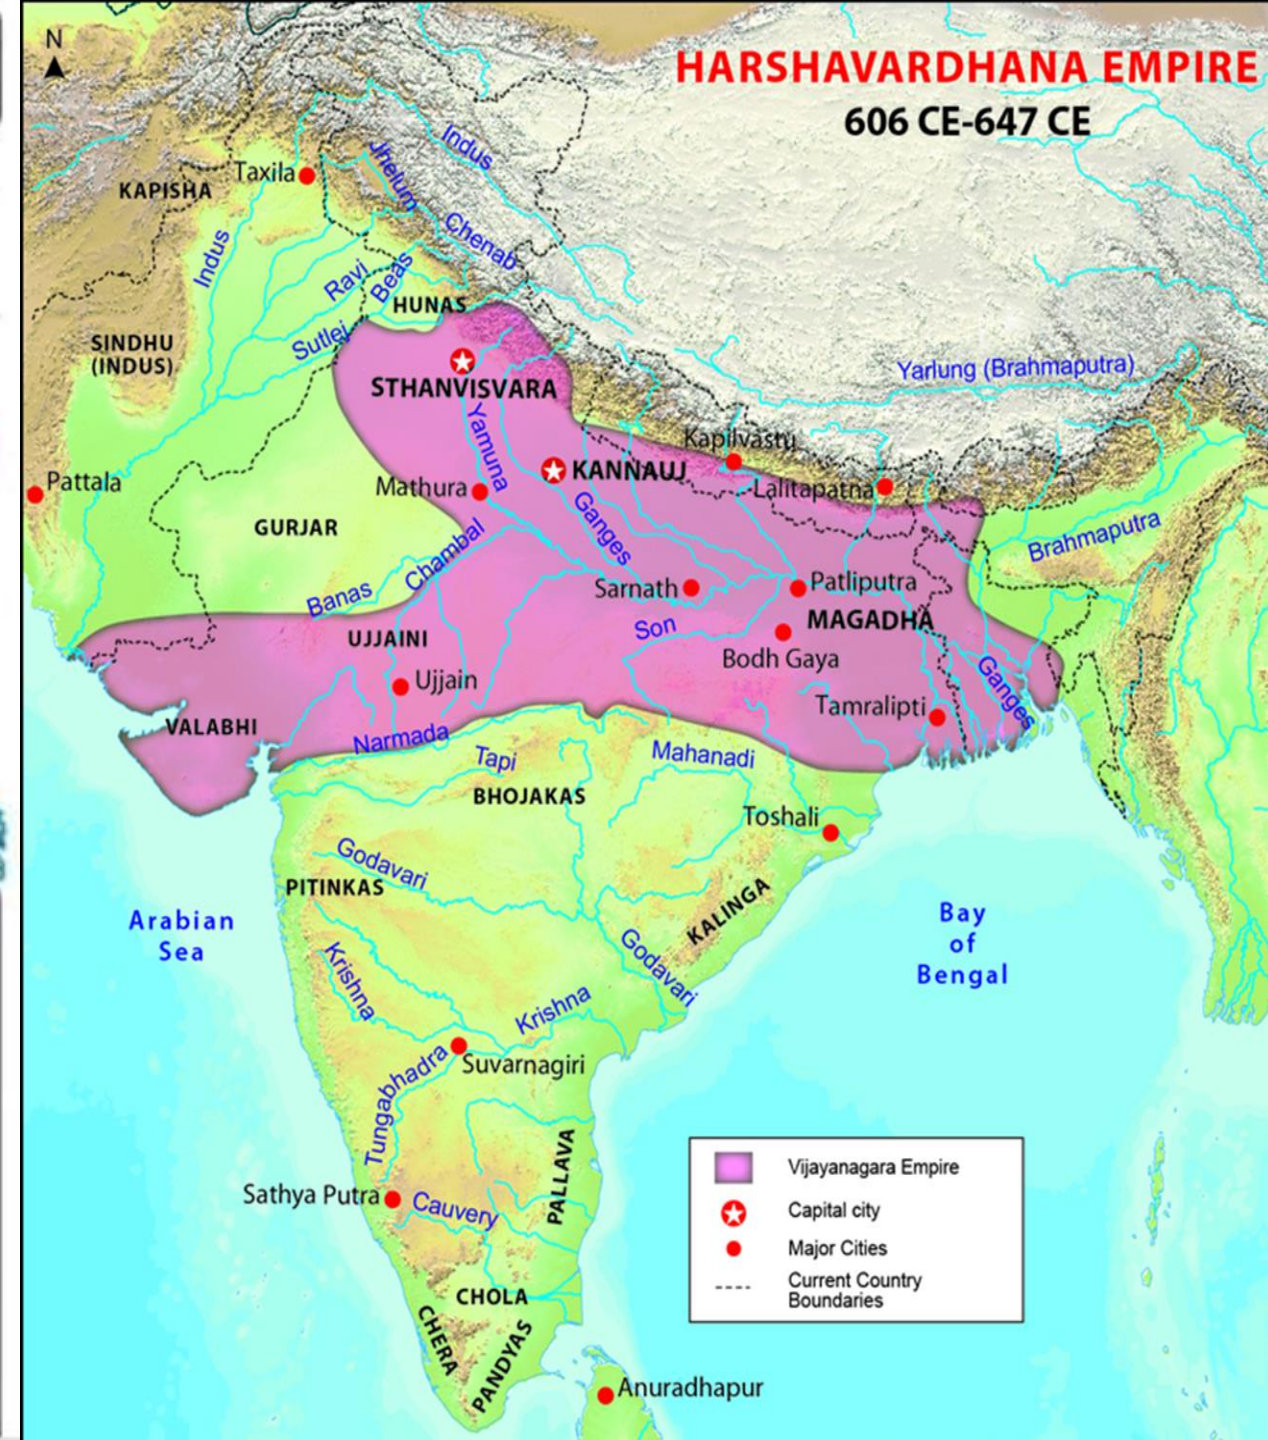 N
HARSHAVARDHANA EMPIRE
606 CE-647 CE
Indus
Jhelum
Taxila
KAPISHA
Chenab
Indus
Ravi
Beas
HUNAS
Sutlej
SINDHU
(INDUS)
Yarlung (Brahmaputra)
STHANVISVARA
Yamuna
Kapilvastu
KANNAUJ
Pattala
Mathura
Lalitapatna
GURJAR
Ganges
Brahmaputra
Chambal
Banas
Sarnath
Patliputra
MAGADHA
UJJAINI
Son
Bodh Gaya
Ujjain
Ganges
Tamralipti
VALABHI
Narmada
Tapi
Mahanadi
BHOJAKAS
Toshali
Godavari
PITINKAS
KALINGA
Arabian
Sea
Bay
of
Bengal
Godavari
Krishna
Krishna
Suvarnagiri
Tungabhadra
PALLAVA
Vijayanagara Empire
Sathya Putra
Cauvery
Capital city
Major Cities
Current Country
Boundaries
CHOLA
CHERA
PANDYAS
Anuradhapur